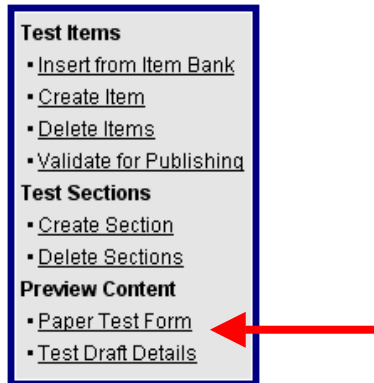 Test Items
▪ Insert from Item Bank
▪ Create Item
▪ Delete Items
▪ Validate for Publishing
Test Sections
▪ Create Section
▪ Delete Sections
Preview Content
▪ Paper Test Form
▪ Test Draft Details